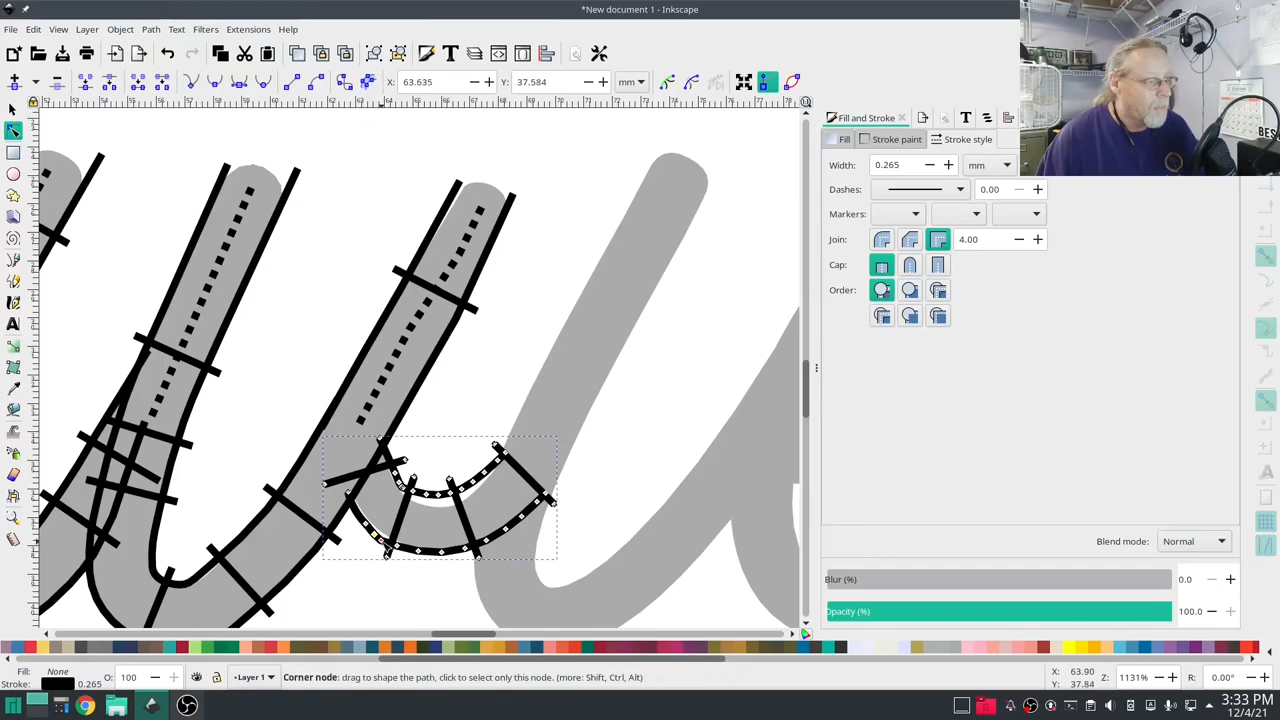 *New document 1 - Inkscape
File Edit View Layer Object Path Text Filters Extensions Help
X: 63.635 Y: 37.584 mm
Fill and Stroke
Fill Stroke paint Stroke style
Width: 0.265 mm
Dashes: 0.00
Markers:
Join: 4.00
Cap:
Order:
Blend mode: Normal
Blur (%) 0.0
Opacity (%) 100.0
Fill: None O: 100 Layer 1 Corner node: drag to shape the path, click to select only this node. (more: Shift, Ctrl, Alt) X: 63.90 Z: 1131% R: 0.00°
Stroke: 0.265 Y: 37.84
3:33 PM
12/4/21